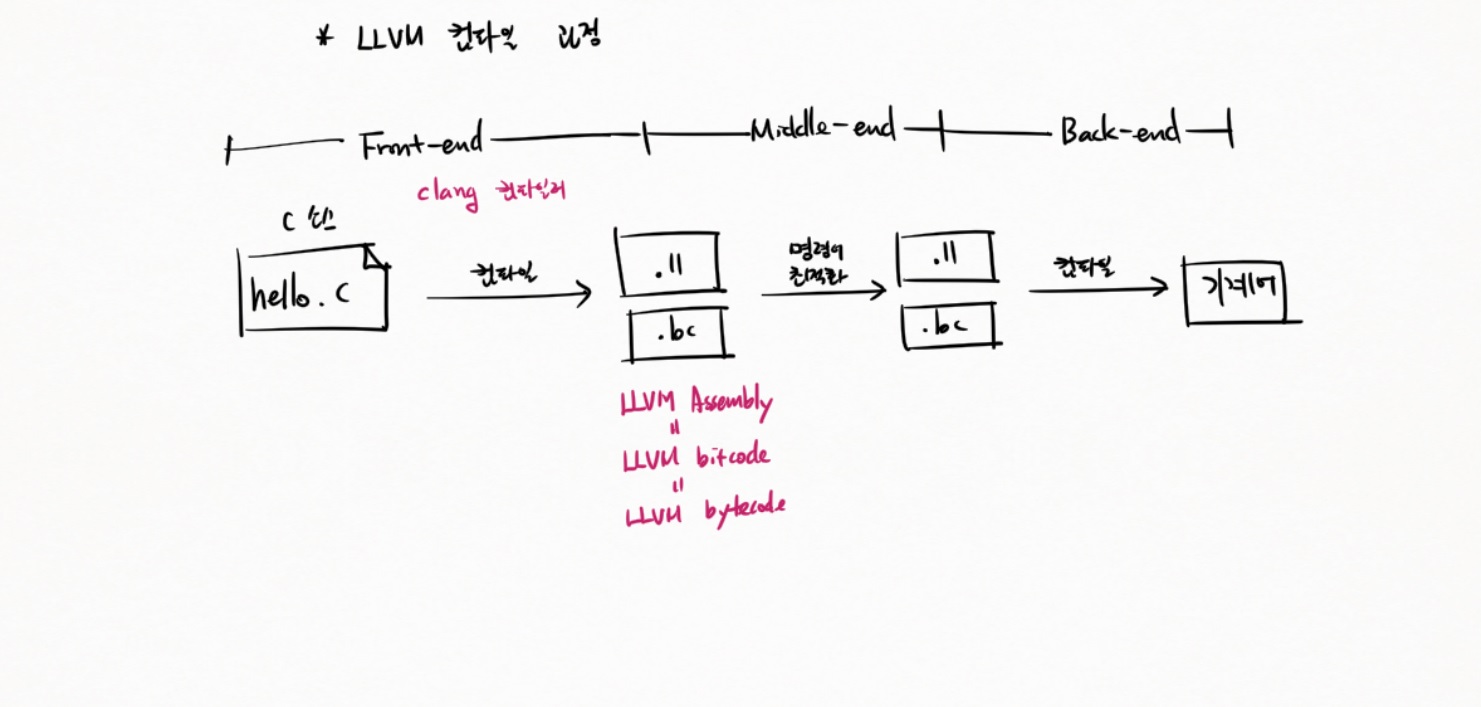 * LLVM 컴파일 과정
Front-end Middle-end Back-end
clang 컴파일러
C 언어
hello.c
컴파일
.ll
.bc
명령어
최적화
.ll
.bc
컴파일
기계어
LLVM Assembly
=
LLVM bitcode
=
LLVM bytecode